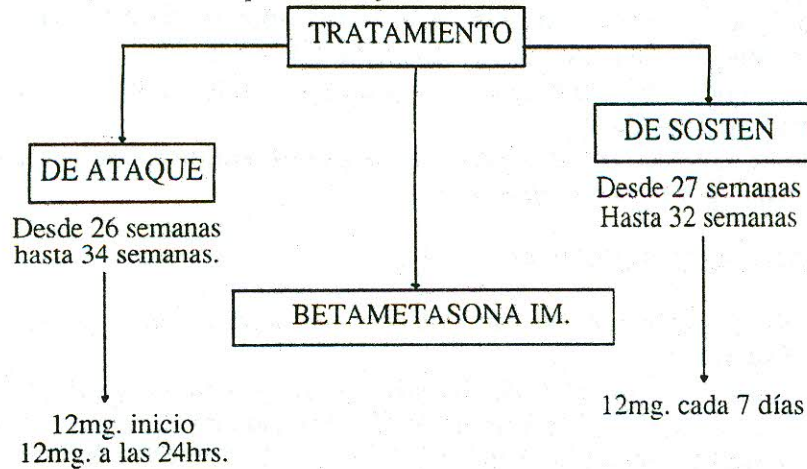 TRATAMIENTO
DE ATAQUE
Desde 26 semanas
hasta 34 semanas.
12mg. inicio
12mg. a las 24hrs.
BETAMETASONA IM.
DE SOSTEN
Desde 27 semanas
Hasta 32 semanas
12mg. cada 7 días